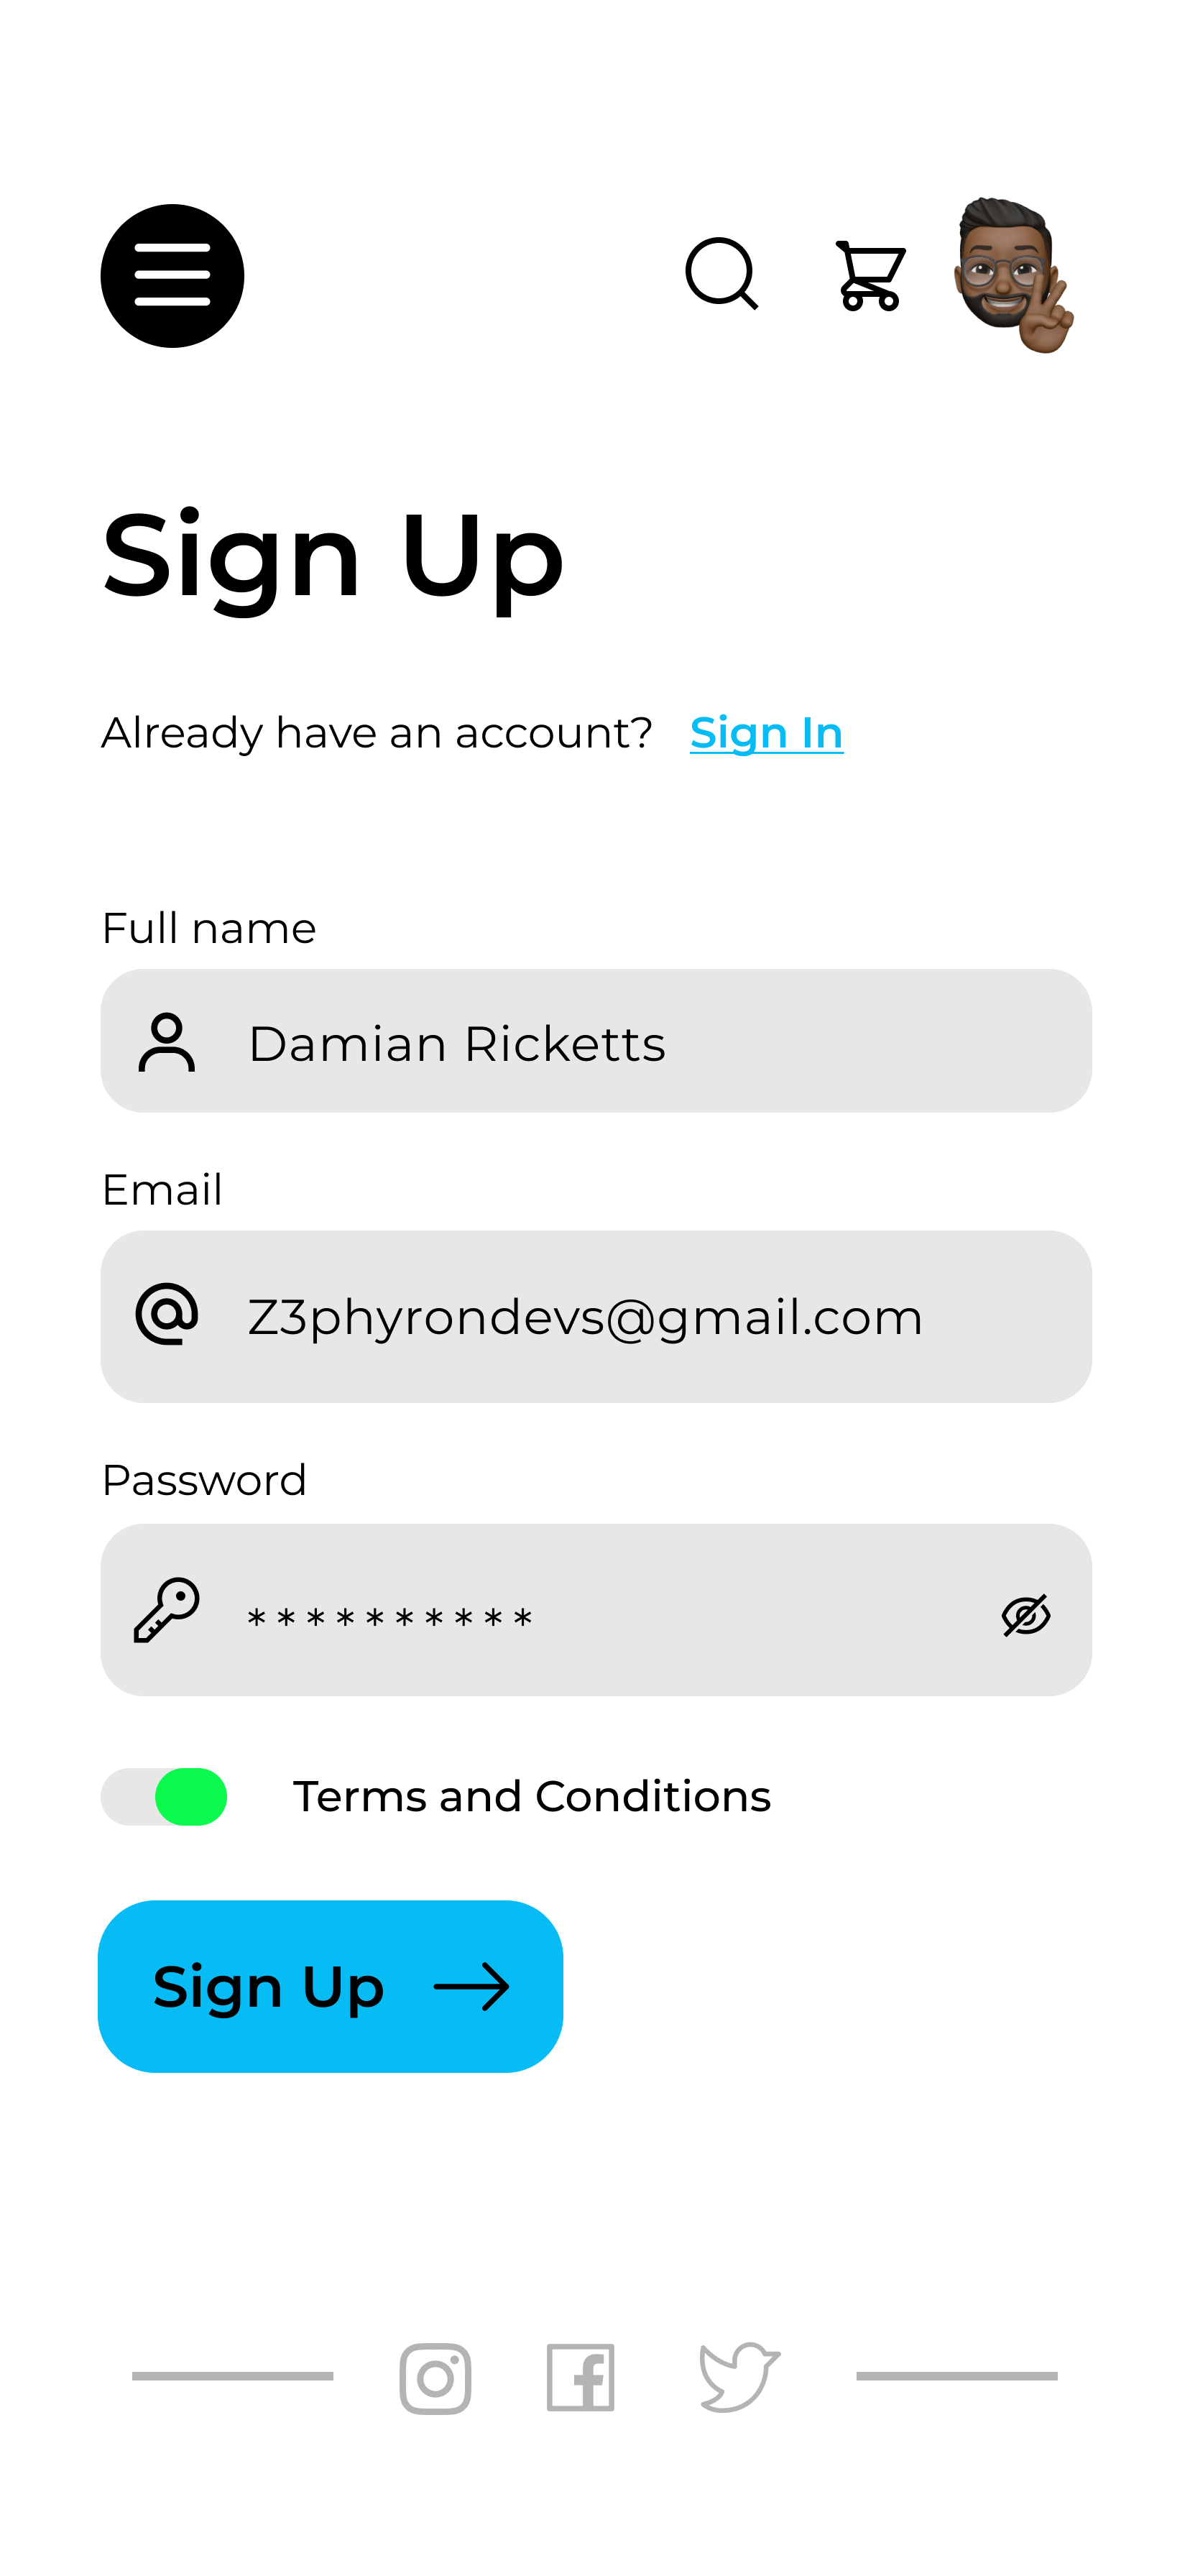 Sign Up
Already have an account? Sign In
Full name
Damian Ricketts
Email
Z3phyrondevs@gmail.com
Password
**********
Terms and Conditions
Sign Up